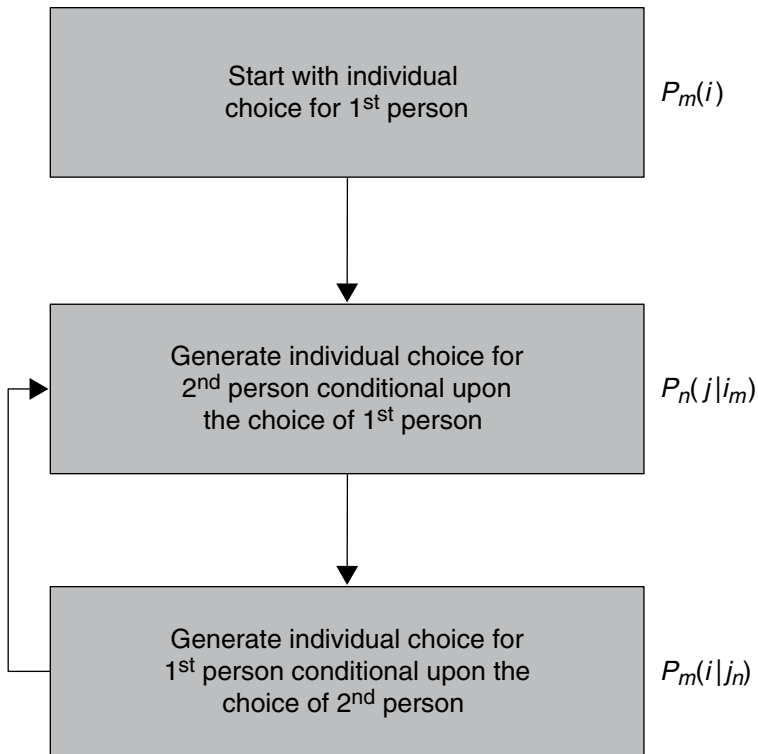 Start with individual
choice for 1st person
Pm(i)
Generate individual choice for
2nd person conditional upon
the choice of 1st person
Pn(j|im)
Generate individual choice for
1st person conditional upon the
choice of 2nd person
Pm(i|jn)